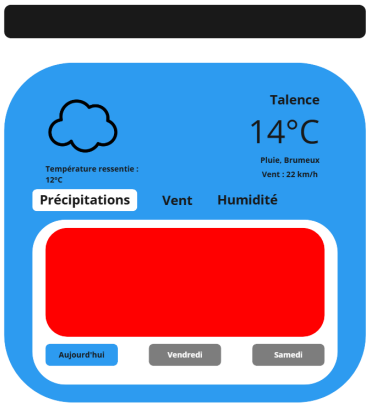 Talence
14°C
Pluie, Brumeux
Vent : 22 km/h
Température ressentie :
12°C
Précipitations Vent Humidité
Aujourd'hui Vendredi Samedi